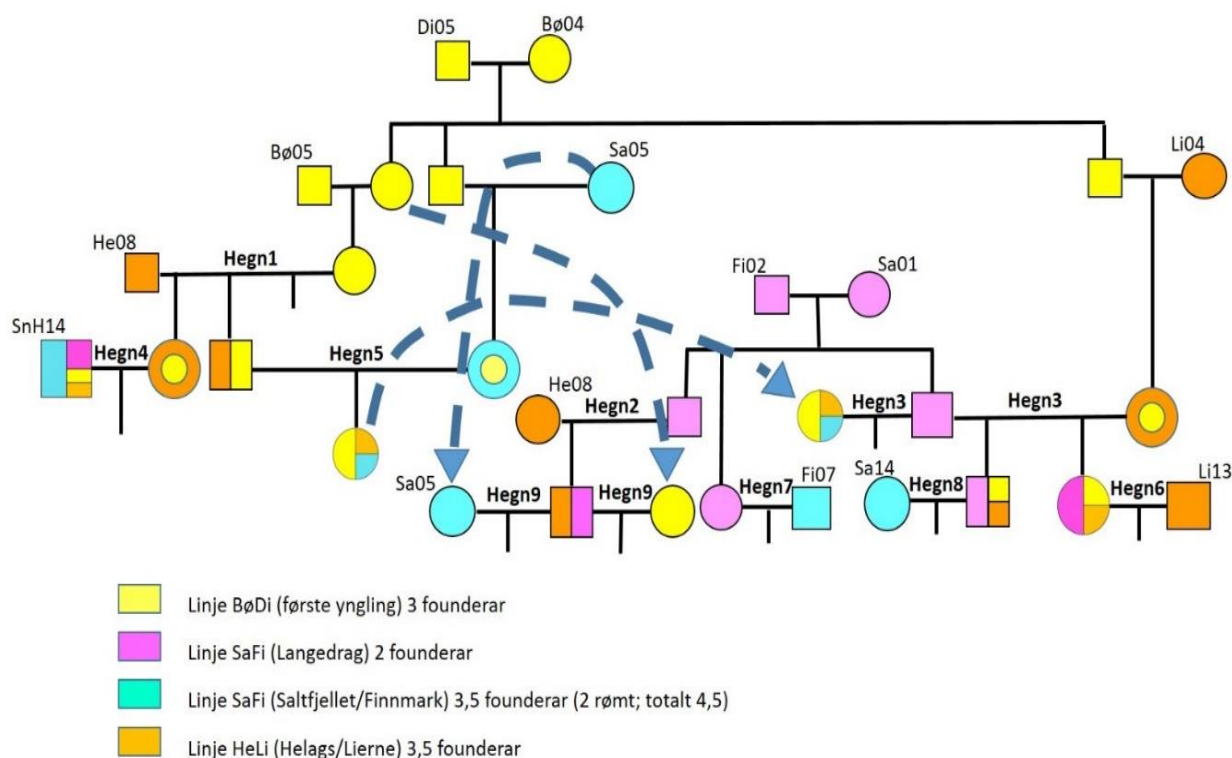 Bø04
Di05
Bø05
Sa05
Li04
He08
Hegn1
Fi02
Sa01
SnH14
Hegn4
Hegn5
He08
Hegn2
Hegn3
Hegn3
Sa05
Hegn9
Hegn9
Hegn7
Fi07
Sa14
Hegn8
Hegn6
Li13
Linje BøDi (første yngling) 3 founderar
Linje SaFi (Langedrag) 2 founderar
Linje SaFi (Saltfjellet/Finnmark) 3,5 founderar (2 rømt; totalt 4,5)
Linje HeLi (Helags/Lierne) 3,5 founderar